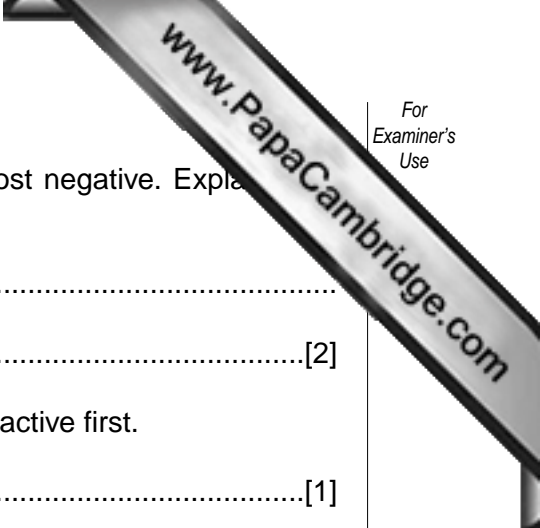 www.PapaCambridge.com
For
Examiner's
Use
ost negative. Expla
................................................
...........................................[2]
active first.
...........................................[1]